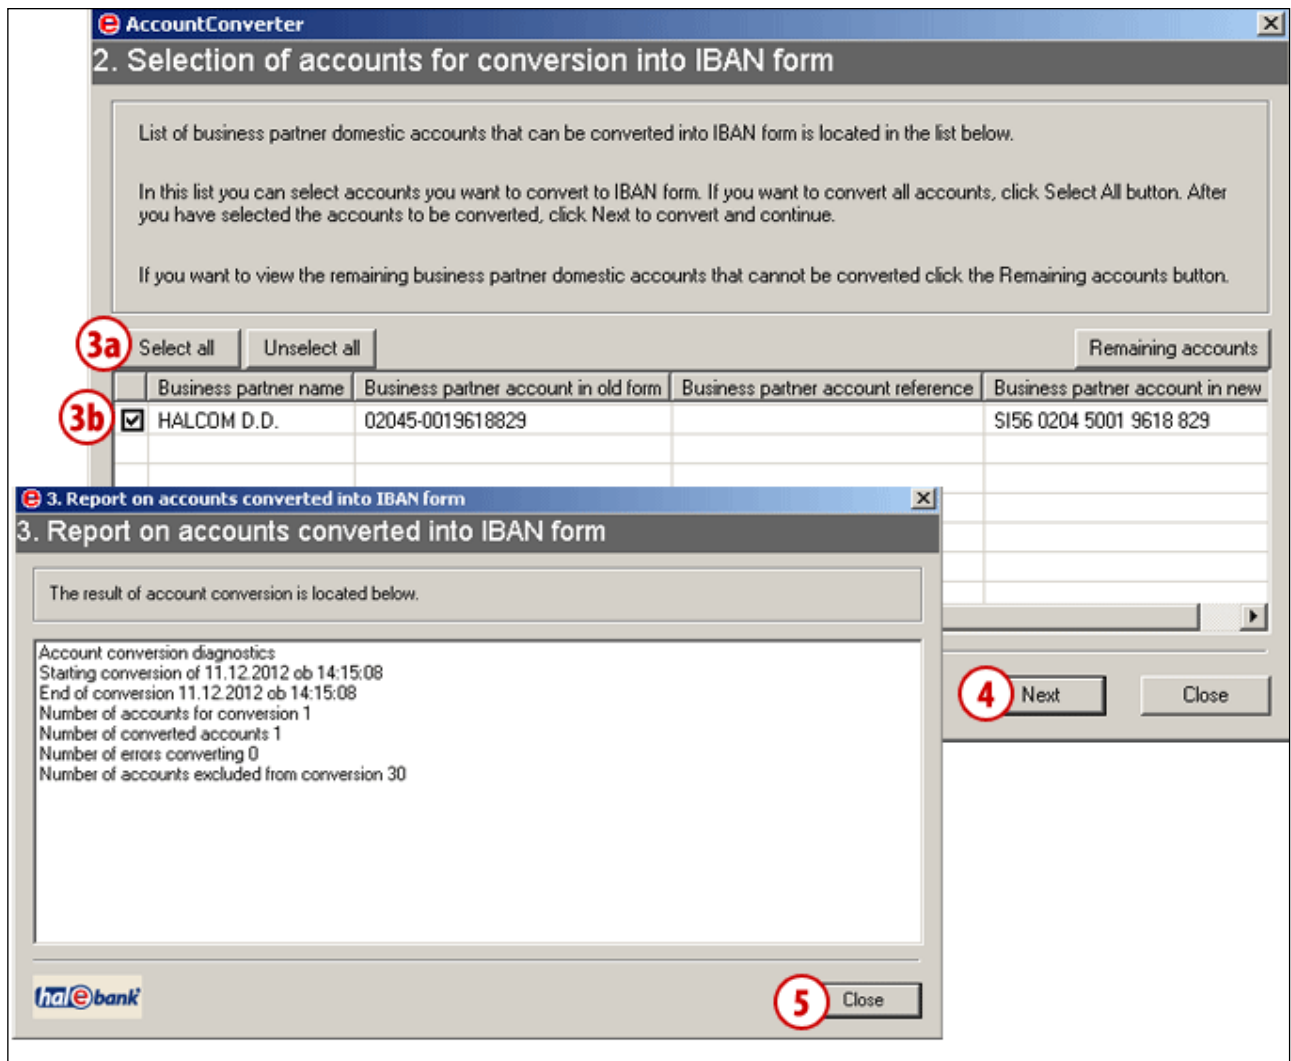 AccountConverter
2. Selection of accounts for conversion into IBAN form
List of business partner domestic accounts that can be converted into IBAN form is located in the list below.
In this list you can select accounts you want to convert to IBAN form. If you want to convert all accounts, click Select All button. After
you have selected the accounts to be converted, click Next to convert and continue.
If you want to view the remaining business partner domestic accounts that cannot be converted click the Remaining accounts button.
3a Select all Unselect all Remaining accounts
Business partner name Business partner account in old form Business partner account reference Business partner account in new
3b HALCOM D.D. 02045-0019618829 SI56 0204 5001 9618 829
3. Report on accounts converted into IBAN form
3. Report on accounts converted into IBAN form
The result of account conversion is located below.
Account conversion diagnostics
Starting conversion of 11.12.2012 ob 14:15:08
End of conversion 11.12.2012 ob 14:15:08
Number of accounts for conversion 1
Number of converted accounts 1
Number of errors converting 0
Number of accounts excluded from conversion 30
4 Next Close
halebank
5 Close